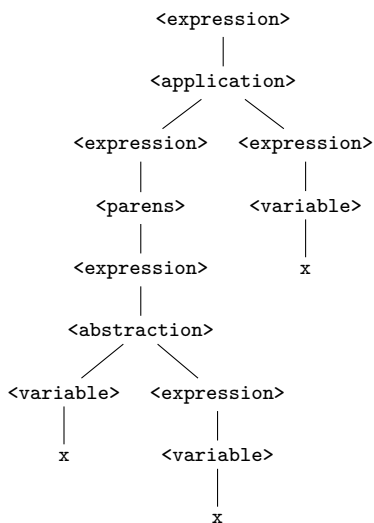 <expression>
<application>
<expression> <expression>
<parens> <variable>
<expression> x
<abstraction>
<variable> <expression>
x <variable>
x